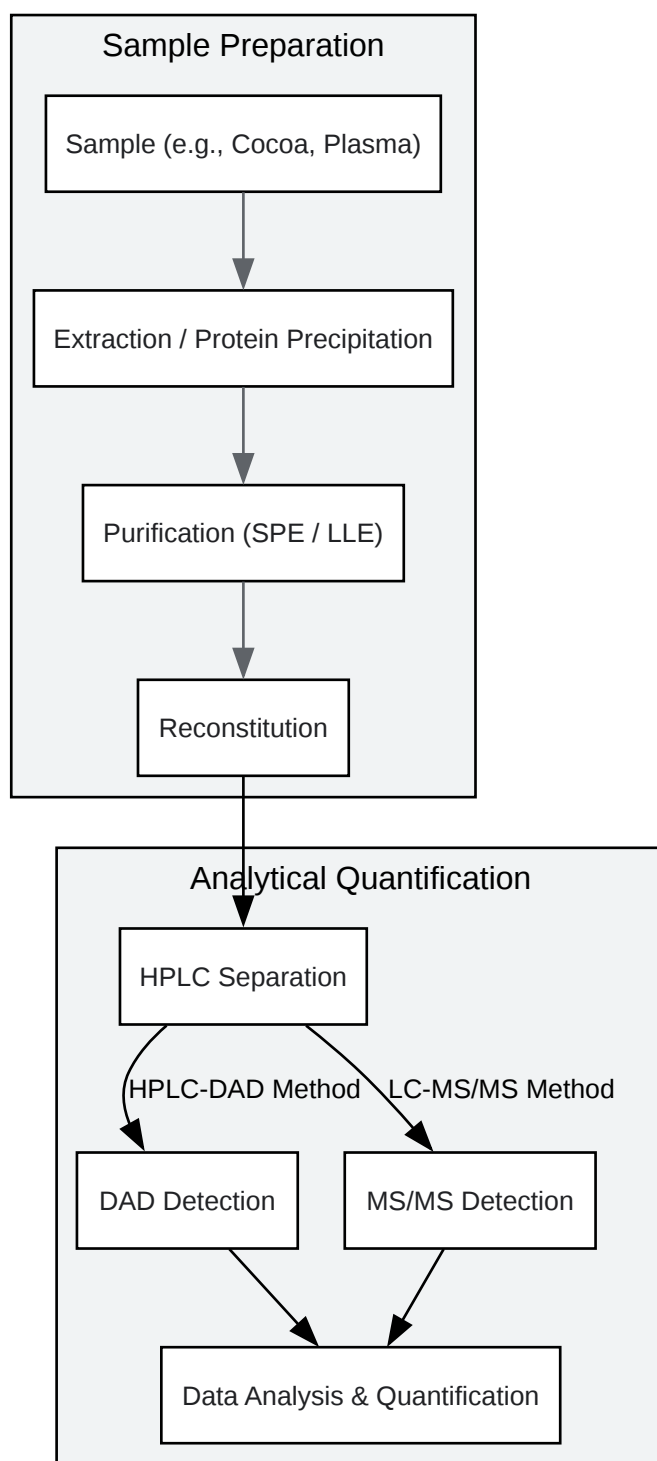 Sample Preparation
Sample (e.g., Cocoa, Plasma)
Extraction / Protein Precipitation
Purification (SPE / LLE)
Reconstitution
Analytical Quantification
HPLC Separation
HPLC-DAD Method
LC-MS/MS Method
DAD Detection
MS/MS Detection
Data Analysis & Quantification